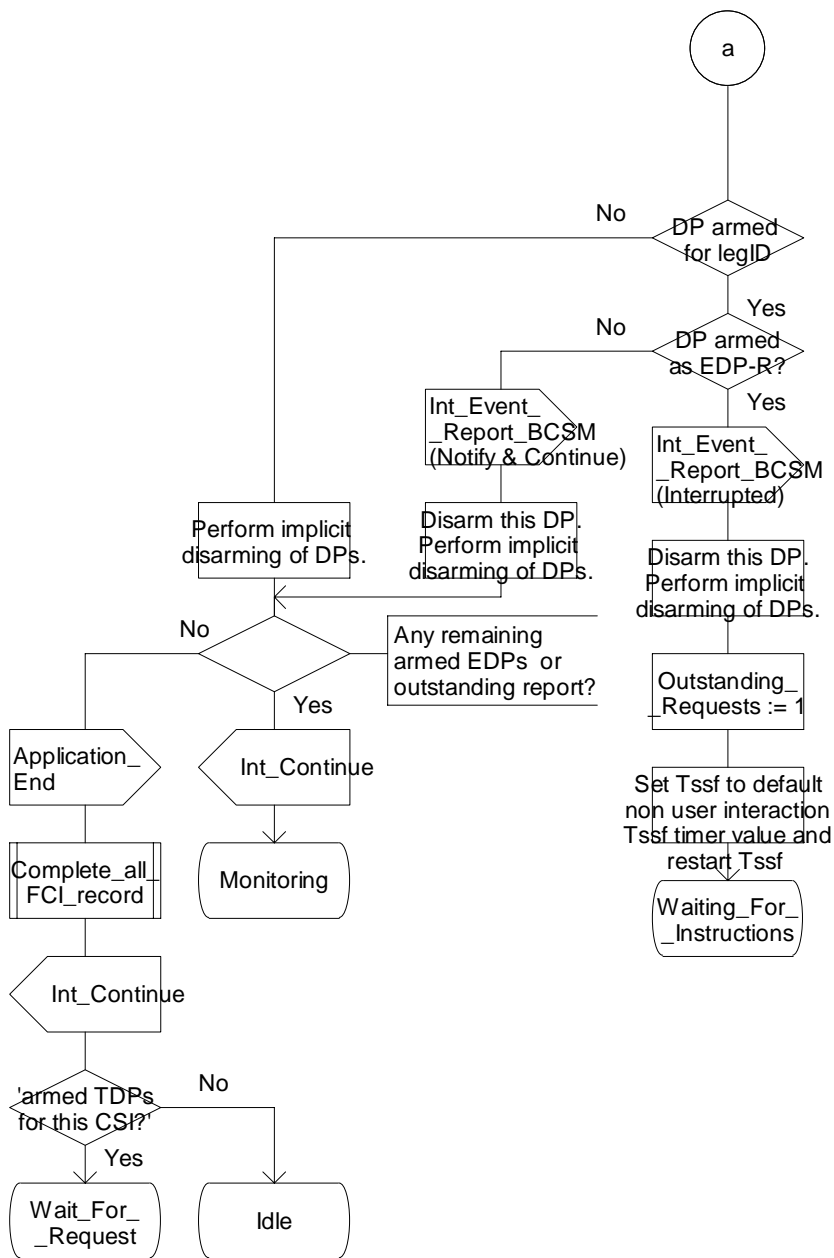 a
No
DP armed
for legID
Yes
No
DP armed
as EDP-R?
Yes
Int_Event_
_Report_BCSM
(Notify & Continue)
Int_Event_
_Report_BCSM
(Interrupted)
Perform implicit
disarming of DPs.
Disarm this DP.
Perform implicit
disarming of DPs.
Disarm this DP.
Perform implicit
disarming of DPs.
No
Any remaining
armed EDPs or
outstanding report?
Yes
Outstanding_
_Requests := 1
Application_
End
Int_Continue
Set Tssf to default
non user interaction
Tssf timer value and
restart Tssf
Complete_all_
FCI_record
Monitoring
Waiting_For_
_Instructions
Int_Continue
'armed TDPs
for this CSI?'
No
Yes
Wait_For_
_Request
Idle